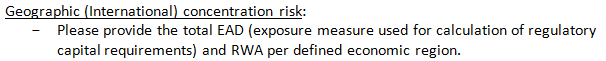 Geographic (International) concentration risk:
– Please provide the total EAD (exposure measure used for calculation of regulatory
capital requirements) and RWA per defined economic region.